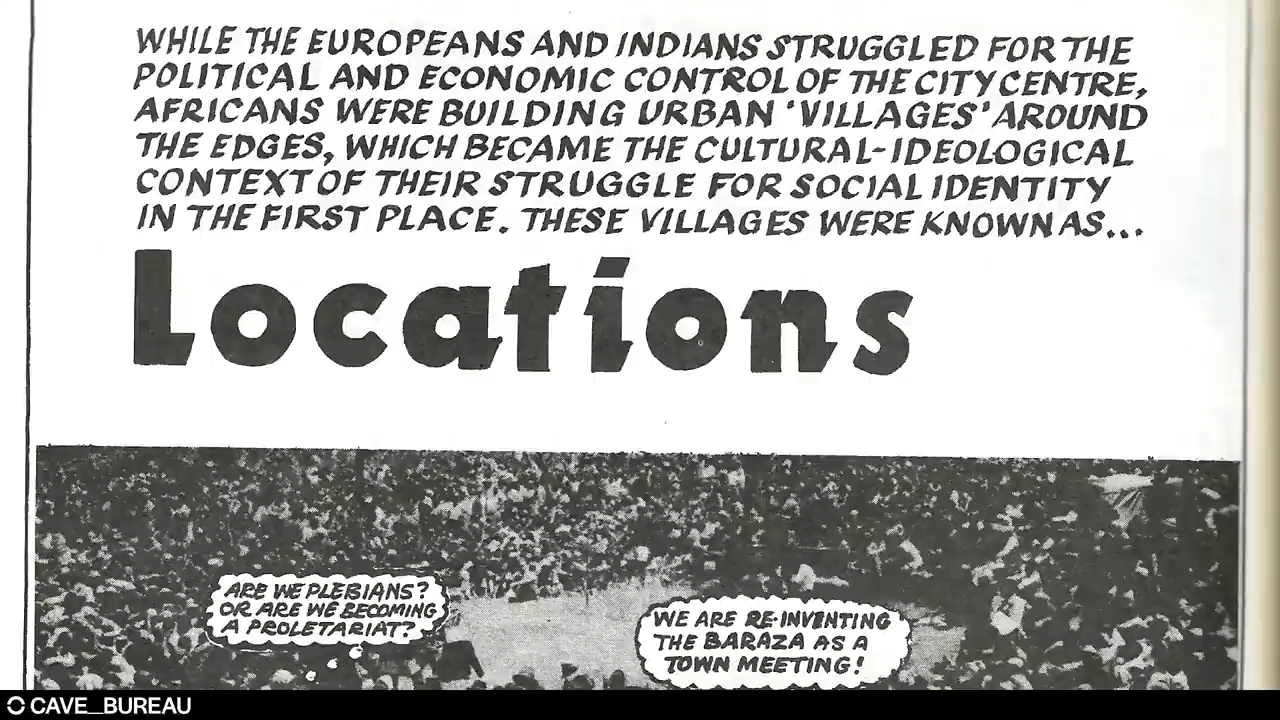 WHILE THE EUROPEANS AND INDIANS STRUGGLED FOR THE
POLITICAL AND ECONOMIC CONTROL OF THE CITY CENTRE,
AFRICANS WERE BUILDING URBAN 'VILLAGES' AROUND
THE EDGES, WHICH BECAME THE CULTURAL-IDEOLOGICAL
CONTEXT OF THEIR STRUGGLE FOR SOCIAL IDENTITY
IN THE FIRST PLACE. THESE VILLAGES WERE KNOWN AS...
Locations
ARE WE PLEBIANS?
OR ARE WE BECOMING
A PROLETARIAT?
WE ARE RE-INVENTING
THE BARAZA AS A
TOWN MEETING!
CAVE_BUREAU